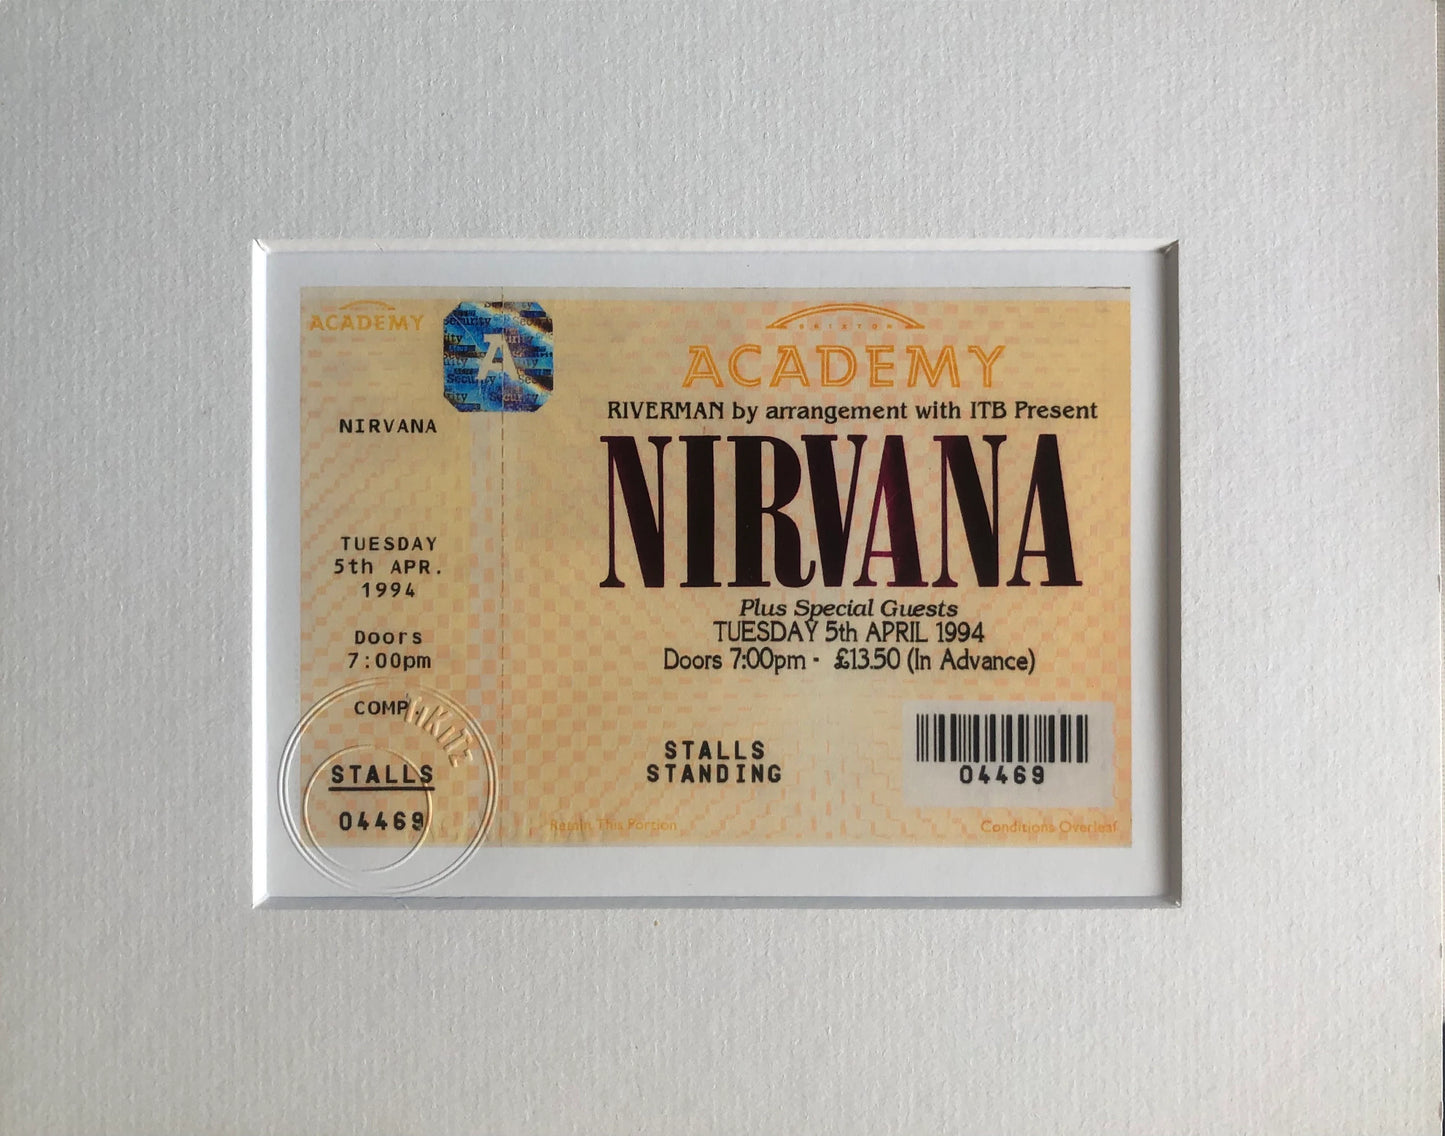 ACADEMY
NIRVANA
TUESDAY
5th APR.
1994
Doors
7:00pm
COMP.
STALLS
04469
Security
A
BRIXTON
ACADEMY
RIVERMAN by arrangement with ITB Present
NIRVANA
Plus Special Guests
TUESDAY 5th APRIL 1994
Doors 7:00pm - £13.50 (In Advance)
STALLS
STANDING
04469
Retain This Portion
Conditions Overleaf